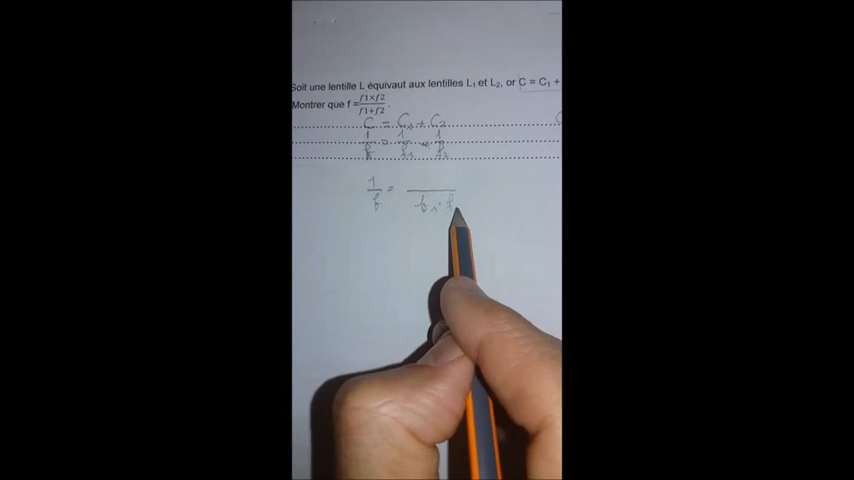 Soit une lentille L équivaut aux lentilles L₁ et L₂, or C = C₁ +
Montrer que f = f1×f2 / f1+f2 .
C = C₁ + C₂
1/f = 1/f₁ + 1/f₂
1/f = / f₁ · f